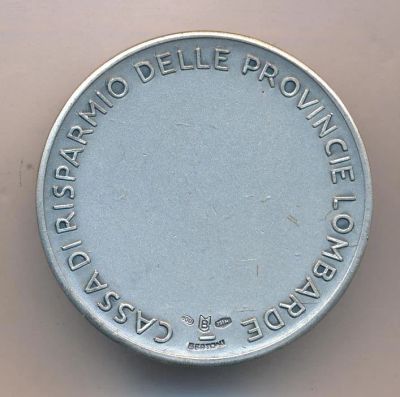 CASSA DI RISPARMIO DELLE PROVINCIE LOMBARDE
BERTONI